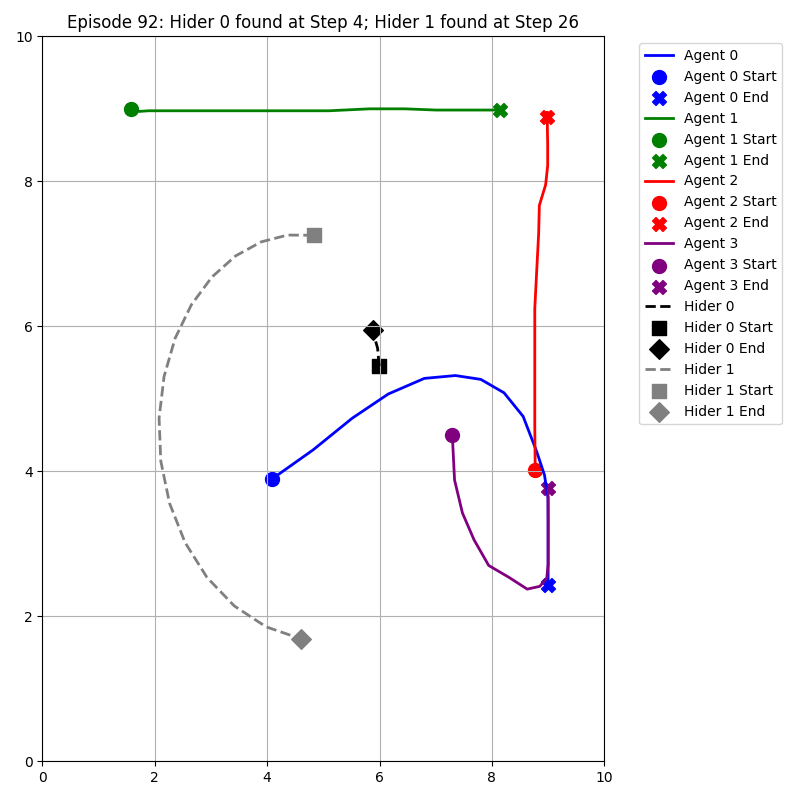 Episode 92: Hider 0 found at Step 4; Hider 1 found at Step 26
10
8
6
4
2
0
0 2 4 6 8 10
Agent 0
Agent 0 Start
Agent 0 End
Agent 1
Agent 1 Start
Agent 1 End
Agent 2
Agent 2 Start
Agent 2 End
Agent 3
Agent 3 Start
Agent 3 End
Hider 0
Hider 0 Start
Hider 0 End
Hider 1
Hider 1 Start
Hider 1 End